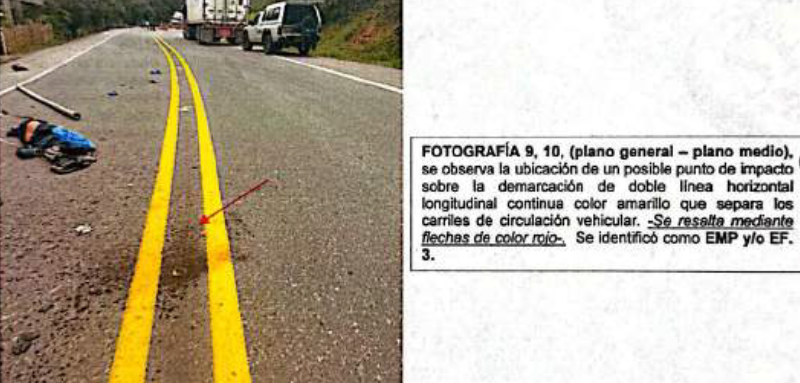 FOTOGRAFÍA 9, 10, (plano general – plano medio),
se observa la ubicación de un posible punto de impacto
sobre la demarcación de doble línea horizontal
longitudinal continua color amarillo que separa los
carriles de circulación vehicular. -Se resalta mediante
flechas de color rojo-. Se identificó como EMP y/o EF.
3.